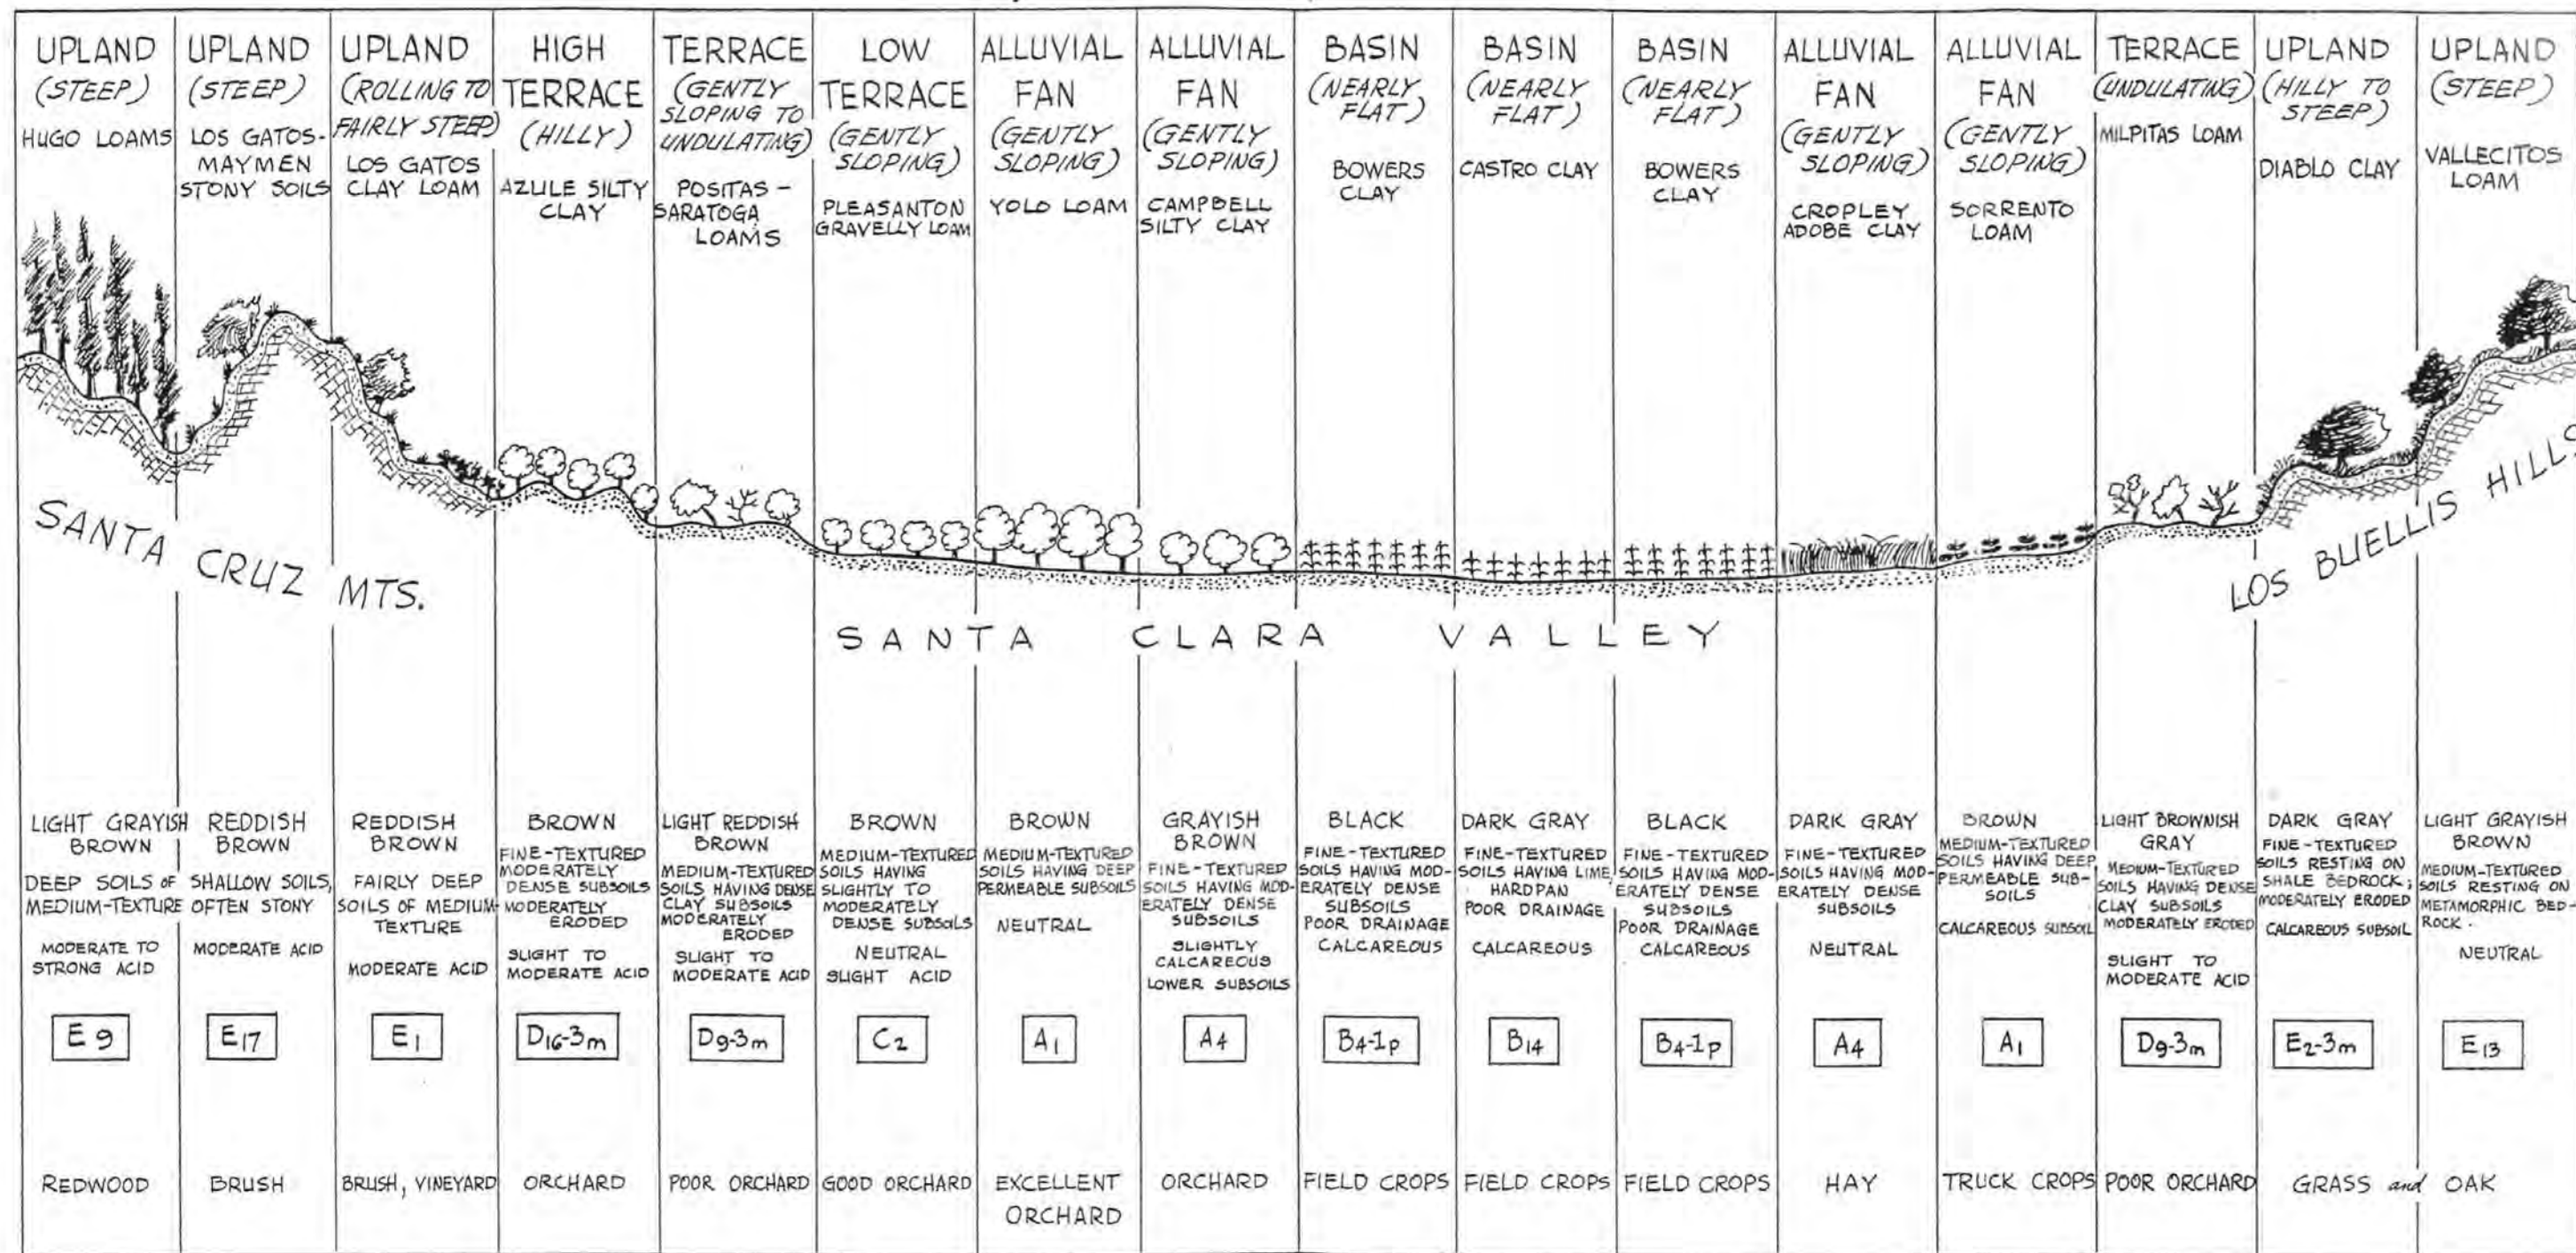 UPLAND
(STEEP)
HUGO LOAMS
UPLAND
(STEEP)
LOS GATOS-
MAYMEN
STONY SOILS
UPLAND
(ROLLING TO
FAIRLY STEEP)
LOS GATOS
CLAY LOAM
HIGH
TERRACE
(HILLY)
AZULE SILTY
CLAY
TERRACE
(GENTLY
SLOPING TO
UNDULATING)
POSITAS -
SARATOGA
LOAMS
LOW
TERRACE
(GENTLY
SLOPING)
PLEASANTON
GRAVELLY LOAM
ALLUVIAL
FAN
(GENTLY
SLOPING)
YOLO LOAM
ALLUVIAL
FAN
(GENTLY
SLOPING)
CAMPBELL
SILTY CLAY
BASIN
(NEARLY
FLAT)
BOWERS
CLAY
BASIN
(NEARLY
FLAT)
CASTRO CLAY
BASIN
(NEARLY
FLAT)
BOWERS
CLAY
ALLUVIAL
FAN
(GENTLY
SLOPING)
CROPLEY
ADOBE CLAY
ALLUVIAL
FAN
(GENTLY
SLOPING)
SORRENTO
LOAM
TERRACE
(UNDULATING)
MILPITAS LOAM
UPLAND
(HILLY TO
STEEP)
DIABLO CLAY
UPLAND
(STEEP)
VALLECITOS
LOAM
SANTA CRUZ MTS.
SANTA CLARA VALLEY
LOS BUELLIS HILLS
LIGHT GRAYISH
BROWN
DEEP SOILS OF
MEDIUM-TEXTURE
MODERATE TO
STRONG ACID
E9
REDWOOD
REDDISH
BROWN
SHALLOW SOILS,
OFTEN STONY
MODERATE ACID
E17
BRUSH
REDDISH
BROWN
FAIRLY DEEP
SOILS OF MEDIUM-
TEXTURE
MODERATE ACID
E1
BRUSH, VINEYARD
BROWN
FINE-TEXTURED
MODERATELY
DENSE SUBSOILS
MODERATELY
ERODED
SLIGHT TO
MODERATE ACID
D16-3m
ORCHARD
LIGHT REDDISH
BROWN
MEDIUM-TEXTURED
SOILS HAVING DENSE
CLAY SUBSOILS
MODERATELY
ERODED
SLIGHT TO
MODERATE ACID
D9-3m
POOR ORCHARD
BROWN
MEDIUM-TEXTURED
SOILS HAVING
SLIGHTLY TO
MODERATELY
DENSE SUBSOILS
NEUTRAL
SLIGHT ACID
C2
GOOD ORCHARD
BROWN
MEDIUM-TEXTURED
SOILS HAVING DEEP
PERMEABLE SUBSOILS
NEUTRAL
A1
EXCELLENT
ORCHARD
GRAYISH
BROWN
FINE-TEXTURED
SOILS HAVING MOD-
ERATELY DENSE
SUBSOILS
SLIGHTLY
CALCAREOUS
LOWER SUBSOILS
A4
ORCHARD
BLACK
FINE-TEXTURED
SOILS HAVING MOD-
ERATELY DENSE
SUBSOILS
POOR DRAINAGE
CALCAREOUS
B4-1p
FIELD CROPS
DARK GRAY
FINE-TEXTURED
SOILS HAVING LIME
HARDPAN
POOR DRAINAGE
CALCAREOUS
B14
FIELD CROPS
BLACK
FINE-TEXTURED
SOILS HAVING MOD-
ERATELY DENSE
SUBSOILS
POOR DRAINAGE
CALCAREOUS
B4-1p
FIELD CROPS
DARK GRAY
FINE-TEXTURED
SOILS HAVING MOD-
ERATELY DENSE
SUBSOILS
NEUTRAL
A4
HAY
BROWN
MEDIUM-TEXTURED
SOILS HAVING DEEP
PERMEABLE SUB-
SOILS
CALCAREOUS SUBSOIL
A1
TRUCK CROPS
LIGHT BROWNISH
GRAY
MEDIUM-TEXTURED
SOILS HAVING DENSE
CLAY SUBSOILS
MODERATELY ERODED
SLIGHT TO
MODERATE ACID
D9-3m
POOR ORCHARD
DARK GRAY
FINE-TEXTURED
SOILS RESTING ON
SHALE BEDROCK;
MODERATELY ERODED
CALCAREOUS SUBSOIL
E2-3m
LIGHT GRAYISH
BROWN
MEDIUM-TEXTURED
SOILS RESTING ON
METAMORPHIC BED-
ROCK.
NEUTRAL
E13
GRASS and OAK